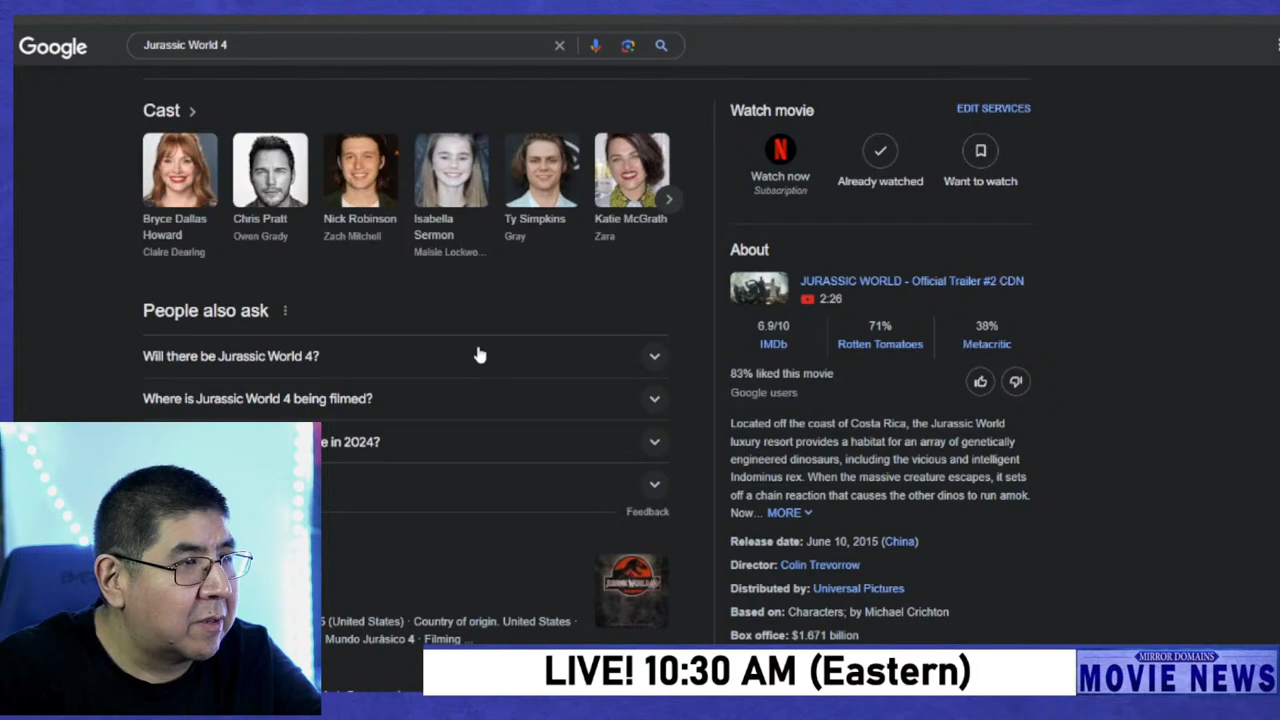 Google
Jurassic World 4
Cast
Bryce Dallas Howard
Claire Dearing
Chris Pratt
Owen Grady
Nick Robinson
Zach Mitchell
Isabella Sermon
Maisie Lockwo...
Ty Simpkins
Gray
Katie McGrath
Zara
People also ask
Will there be Jurassic World 4?
Where is Jurassic World 4 being filmed?
e in 2024?
Feedback
5 (United States) · Country of origin. United States ·
Mundo Jurásico 4 · Filming ...
Watch movie
EDIT SERVICES
Watch now
Subscription
Already watched
Want to watch
About
JURASSIC WORLD - Official Trailer #2 CDN
2:26
6.9/10
IMDb
71%
Rotten Tomatoes
38%
Metacritic
83% liked this movie
Google users
Located off the coast of Costa Rica, the Jurassic World
luxury resort provides a habitat for an array of genetically
engineered dinosaurs, including the vicious and intelligent
Indominus rex. When the massive creature escapes, it sets
off a chain reaction that causes the other dinos to run amok.
Now... MORE
Release date: June 10, 2015 (China)
Director: Colin Trevorrow
Distributed by: Universal Pictures
Based on: Characters; by Michael Crichton
Box office: $1.671 billion
LIVE! 10:30 AM (Eastern)
MIRROR DOMAINS
MOVIE NEWS